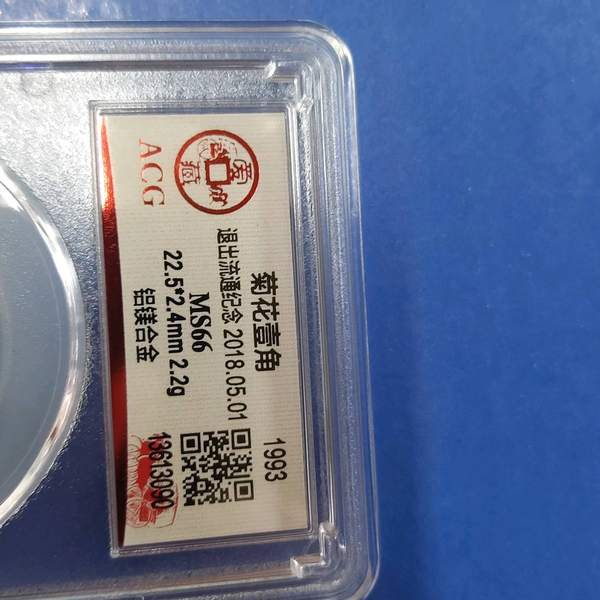 菊花壹角 1993
退出流通纪念 2018.05.01
MS66
22.5*2.4mm 2.2g
铝镁合金 13613090
ACG